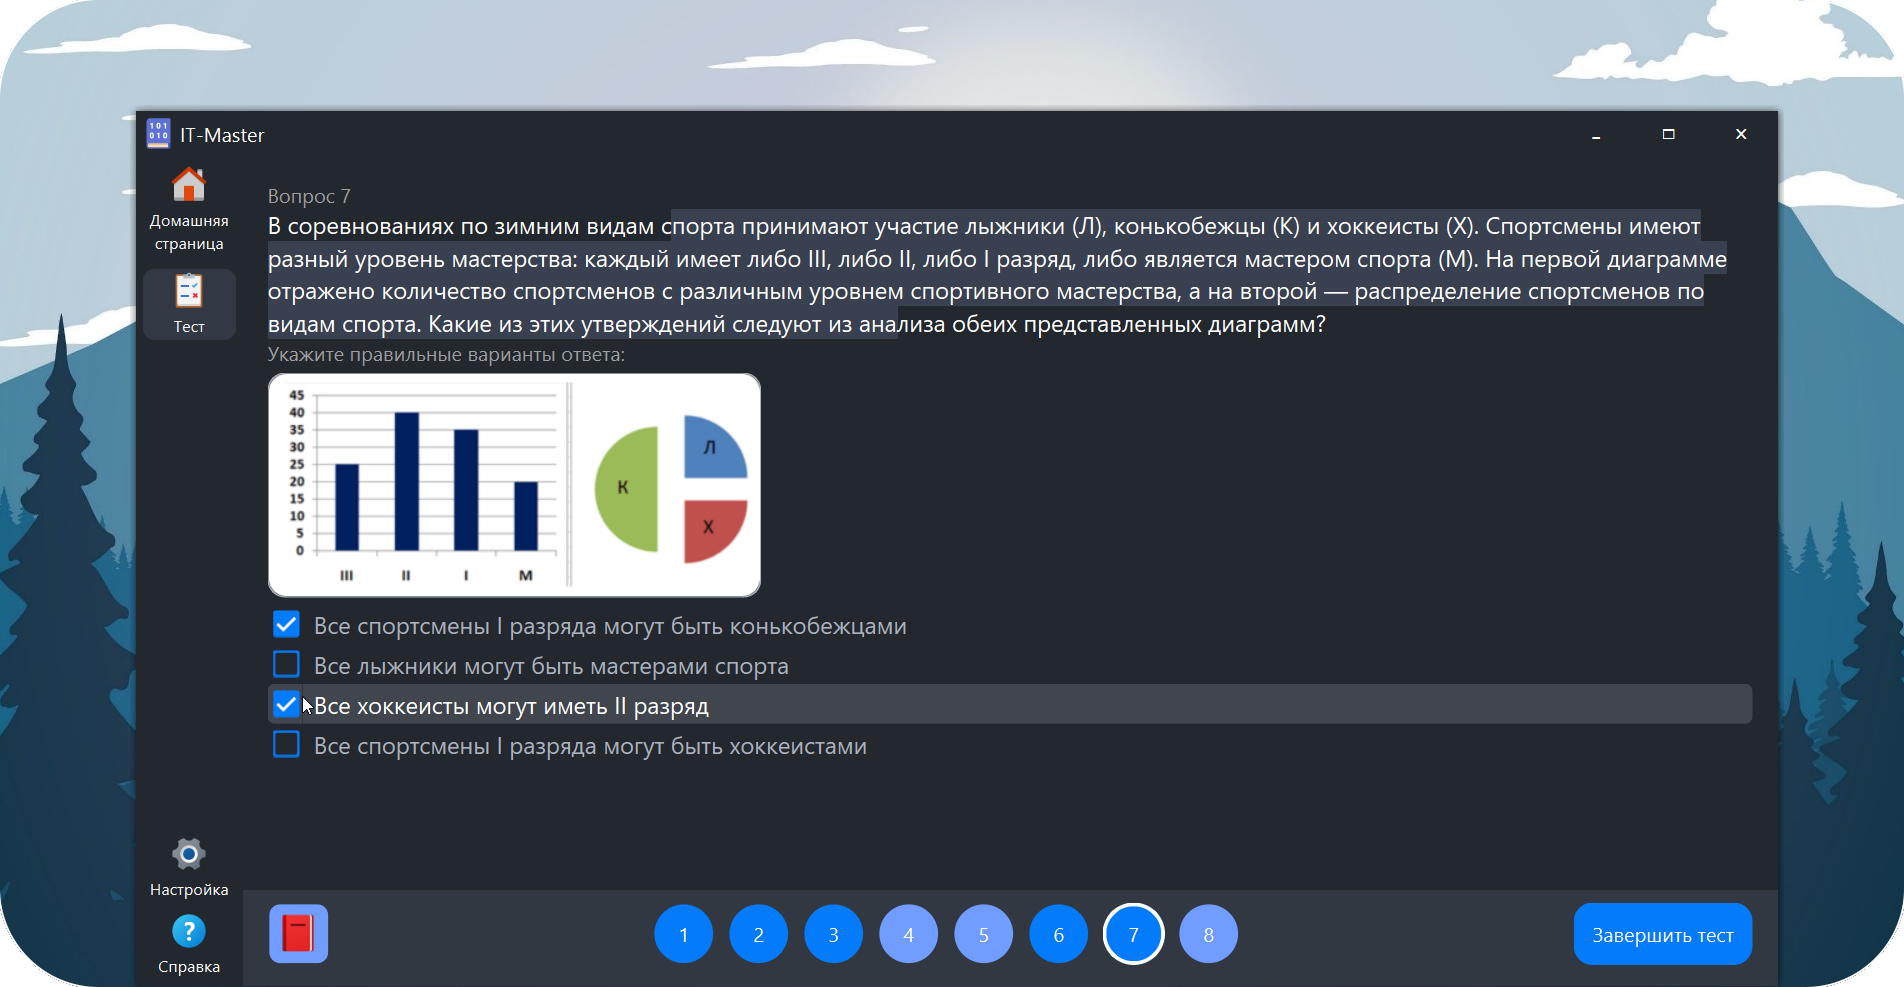 IT-Master
Домашняя
страница
Тест
Вопрос 7
В соревнованиях по зимним видам спорта принимают участие лыжники (Л), конькобежцы (К) и хоккеисты (Х). Спортсмены имеют
разный уровень мастерства: каждый имеет либо III, либо II, либо I разряд, либо является мастером спорта (М). На первой диаграмме
отражено количество спортсменов с различным уровнем спортивного мастерства, а на второй — распределение спортсменов по
видам спорта. Какие из этих утверждений следуют из анализа обеих представленных диаграмм?
Укажите правильные варианты ответа:
45
40
35
30
25
20
15
10
5
0
III II I М
К
Л
Х
Все спортсмены I разряда могут быть конькобежцами
Все лыжники могут быть мастерами спорта
Все хоккеисты могут иметь II разряд
Все спортсмены I разряда могут быть хоккеистами
Настройка
?
Справка
1 2 3 4 5 6 7 8
Завершить тест
101
010